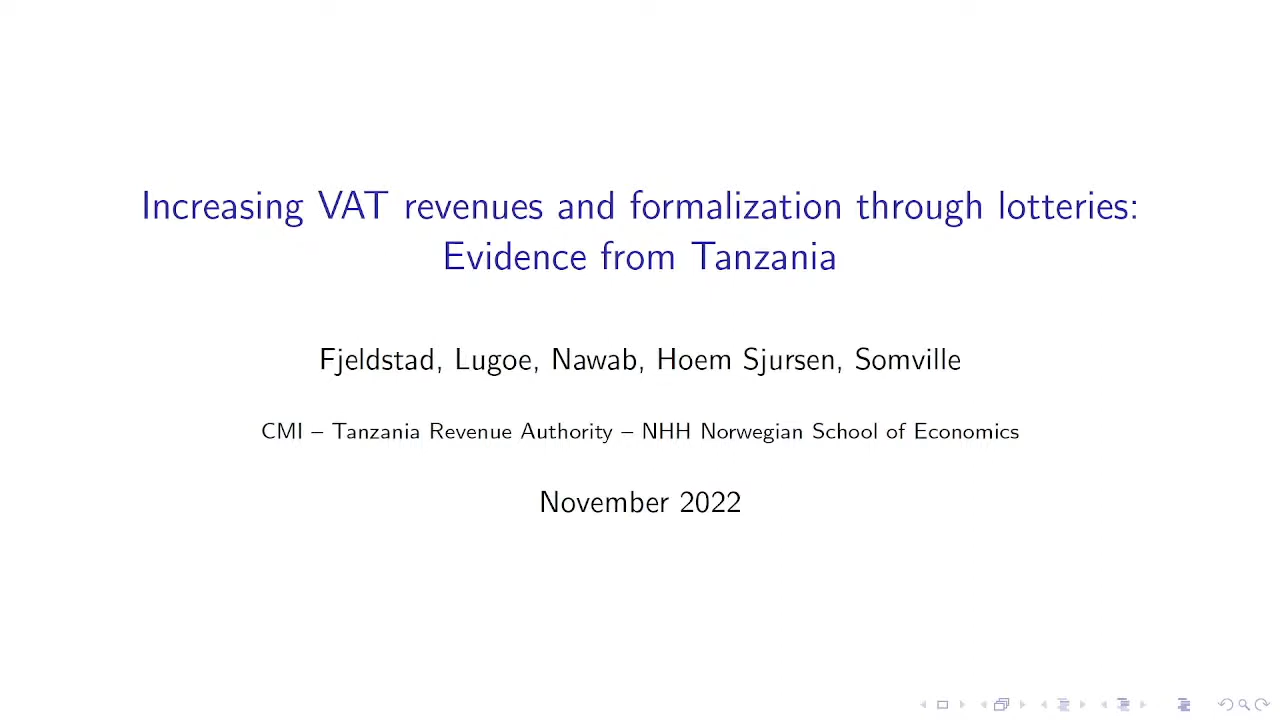 Increasing VAT revenues and formalization through lotteries:
Evidence from Tanzania
Fjeldstad, Lugoe, Nawab, Hoem Sjursen, Somville
CMI – Tanzania Revenue Authority – NHH Norwegian School of Economics
November 2022